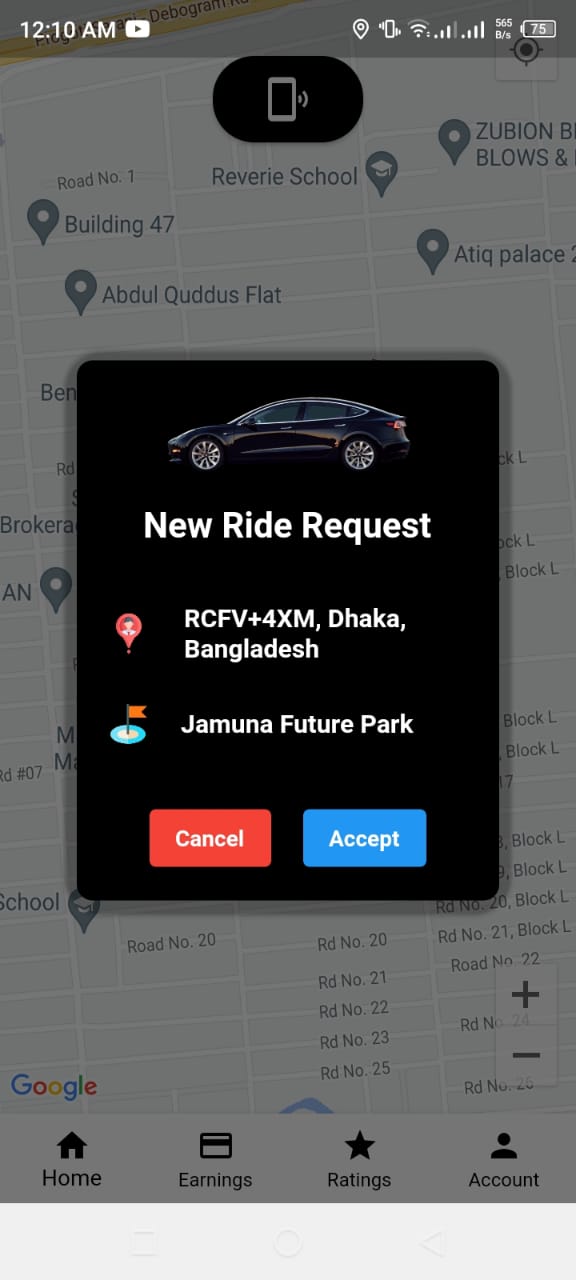 12:10 AM
565
B/s
75
Debogram Rd
ZUBION B
BLOWS &
Road No. 1
Reverie School
Building 47
Atiq palace 2
Abdul Quddus Flat
Ben
ck L
Rd
New Ride Request
Brokera
ock L
Block L
AN
RCFV+4XM, Dhaka,
Bangladesh
Jamuna Future Park
Block L
M
Ma
Block L
Rd #07
17
Cancel
Accept
Block L
9, Block L
School
Rd No. 20, Block L
Rd No. 21, Block L
Road No. 20
Rd No. 20
Road No. 22
Rd No. 21
Rd No. 22
Rd No. 24
Rd No. 23
Rd No. 25
Rd No. 26
Google
Home
Earnings
Ratings
Account